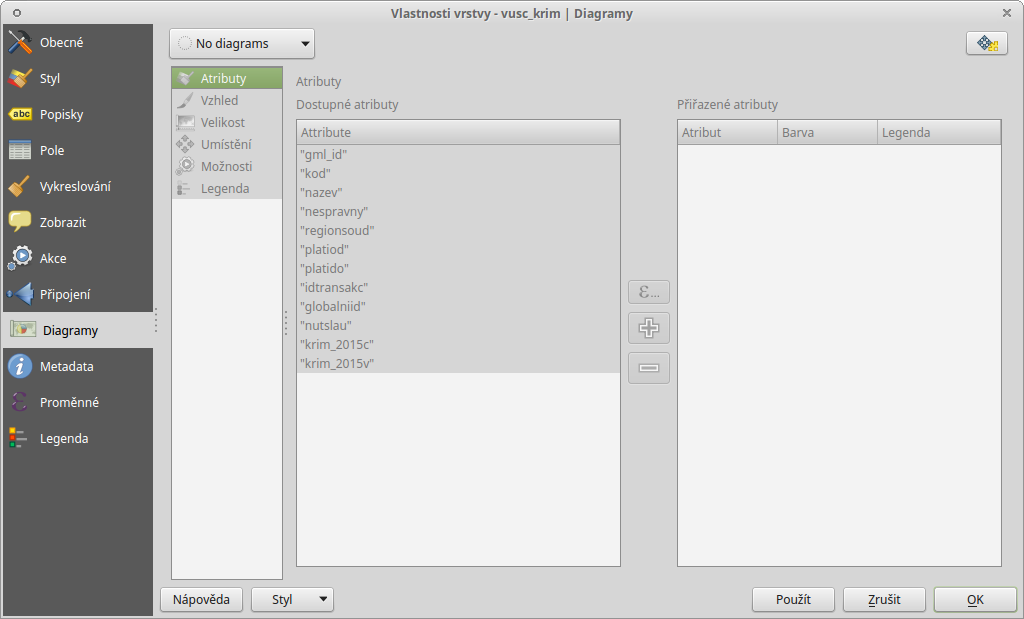 Vlastnosti vrstvy - vusc_krim | Diagramy
Obecné
Styl
abc Popisky
Pole
Vykreslování
Zobrazit
Akce
Připojení
Diagramy
Metadata
Proměnné
Legenda
No diagrams
Atributy
Vzhled
Velikost
Umístění
Možnosti
Legenda
Atributy
Dostupné atributy
Attribute
"gml_id"
"kod"
"nazev"
"nespravny"
"regionsoud"
"platiod"
"platido"
"idtransakc"
"globalniid"
"nutslau"
"krim_2015c"
"krim_2015v"
ε...
Přiřazené atributy
Atribut Barva Legenda
Nápověda Styl Použít Zrušit OK